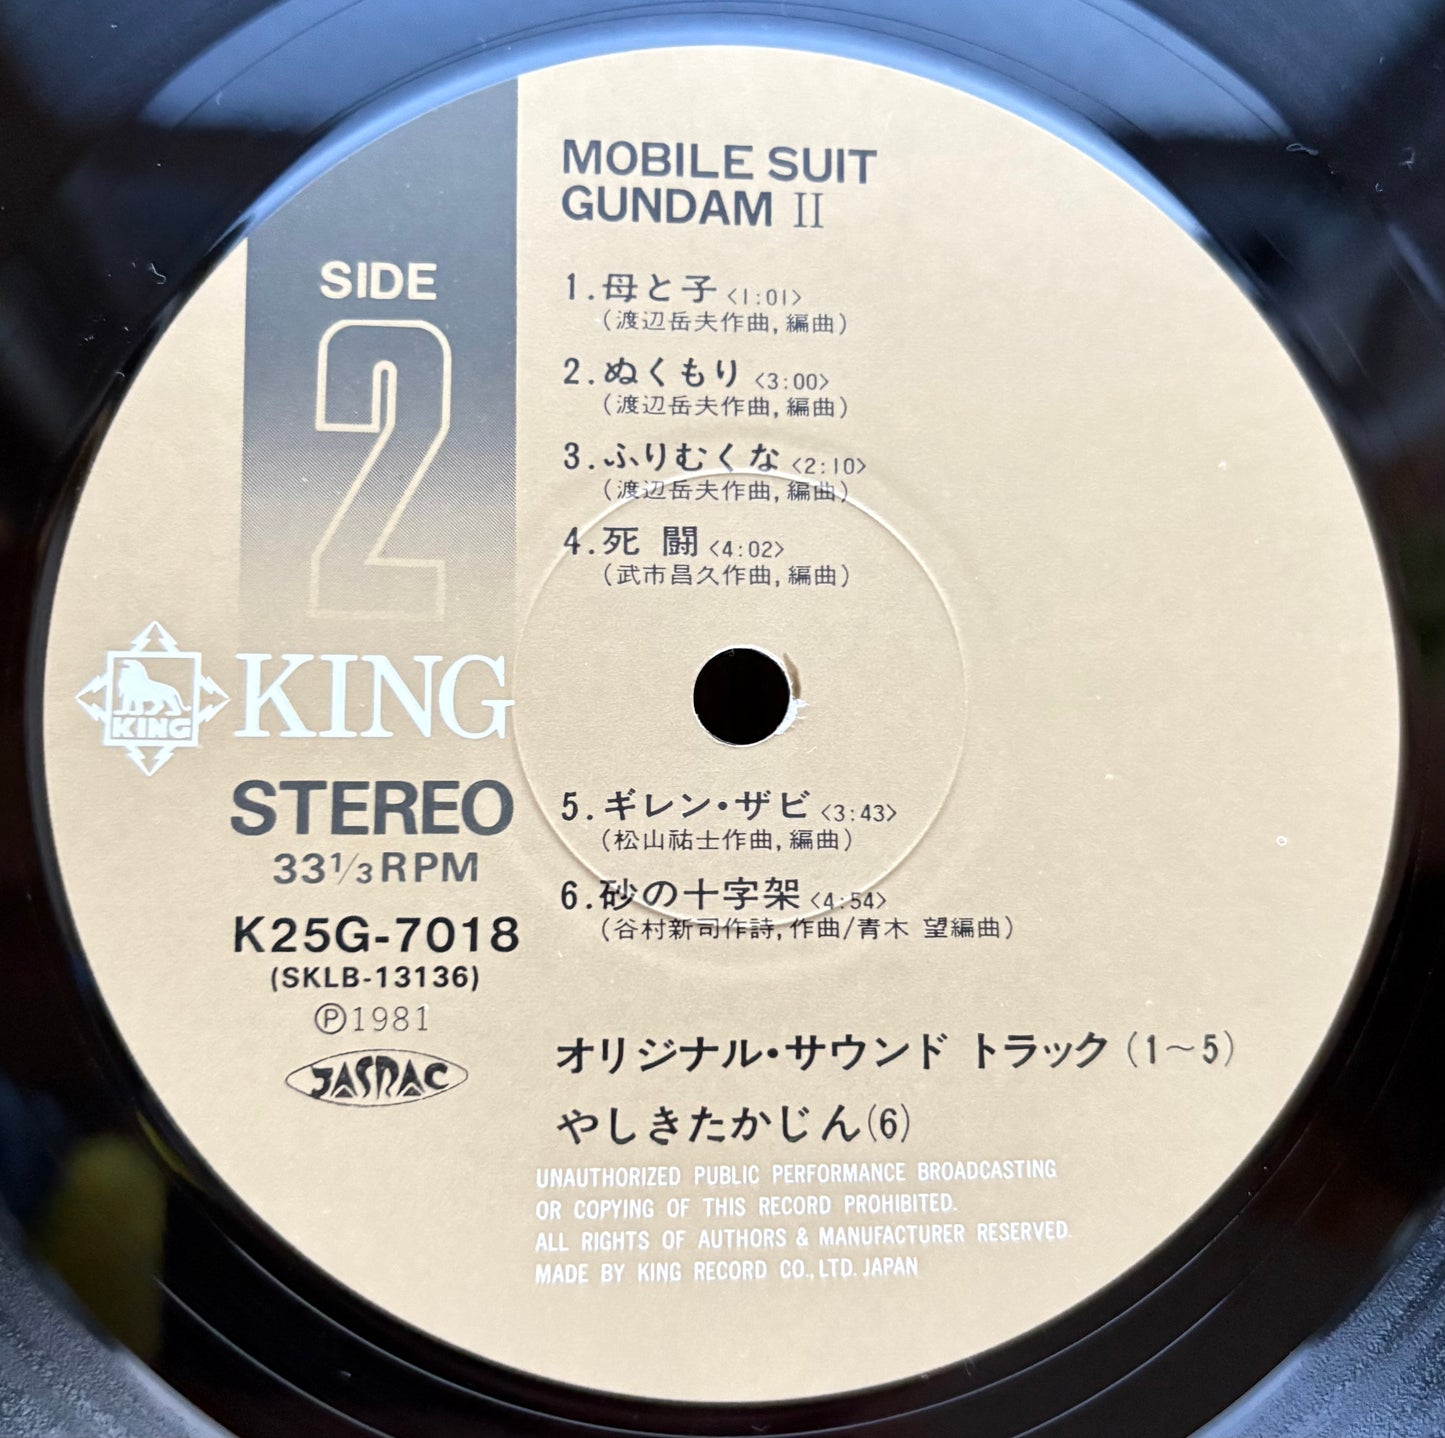 MOBILE SUIT
GUNDAM II
SIDE
2
1.母と子 <1:01>
(渡辺岳夫作曲,編曲)
2.ぬくもり <3:00>
(渡辺岳夫作曲,編曲)
3.ふりむくな <2:10>
(渡辺岳夫作曲,編曲)
4.死 闘 <4:02>
(武市昌久作曲,編曲)
KING
KING
STEREO
33 1/3 RPM
K25G-7018
(SKLB-13136)
Ⓟ1981
JASRAC
5.ギレン・ザビ <3:43>
(松山祐士作曲,編曲)
6.砂の十字架 <4:54>
(谷村新司作詩,作曲/青木 望編曲)
オリジナル・サウンド トラック (1〜5)
やしきたかじん(6)
UNAUTHORIZED PUBLIC PERFORMANCE BROADCASTING
OR COPYING OF THIS RECORD PROHIBITED.
ALL RIGHTS OF AUTHORS & MANUFACTURER RESERVED.
MADE BY KING RECORD CO., LTD. JAPAN